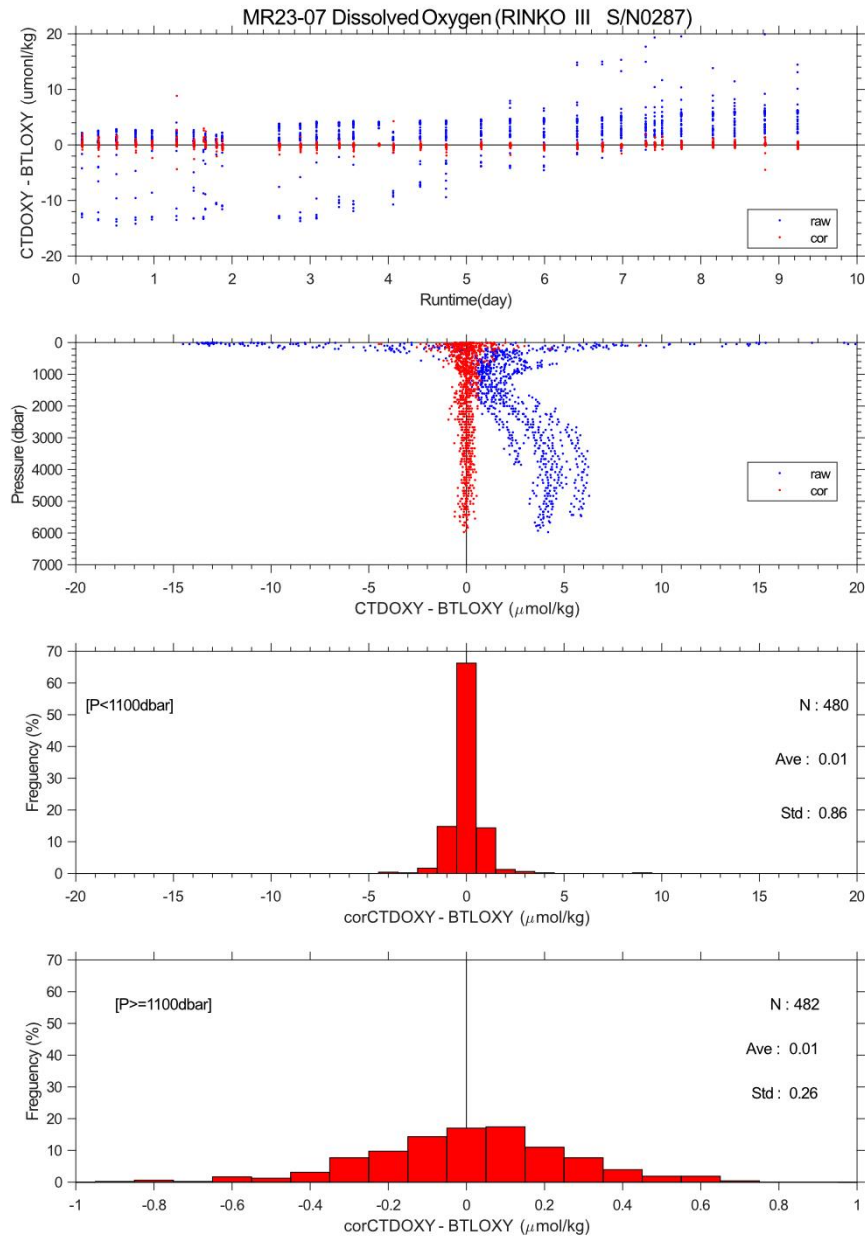 MR23-07 Dissolved Oxygen (RINKO III S/N0287)
CTDOXY - BTLOXY (umonl/kg)
20
10
0
-10
-20
raw
cor
0 1 2 3 4 5 6 7 8 9 10
Runtime(day)
Pressure (dbar)
0
1000
2000
3000
4000
5000
6000
7000
raw
cor
-20 -15 -10 -5 0 5 10 15 20
CTDOXY - BTLOXY (μmol/kg)
Freguency (%)
70
60
50
40
30
20
10
0
[P<1100dbar]
N : 480
Ave : 0.01
Std : 0.86
-20 -15 -10 -5 0 5 10 15 20
corCTDOXY - BTLOXY (μmol/kg)
Freguency (%)
70
60
50
40
30
20
10
0
[P>=1100dbar]
N : 482
Ave : 0.01
Std : 0.26
-1 -0.8 -0.6 -0.4 -0.2 0 0.2 0.4 0.6 0.8 1
corCTDOXY - BTLOXY (μmol/kg)